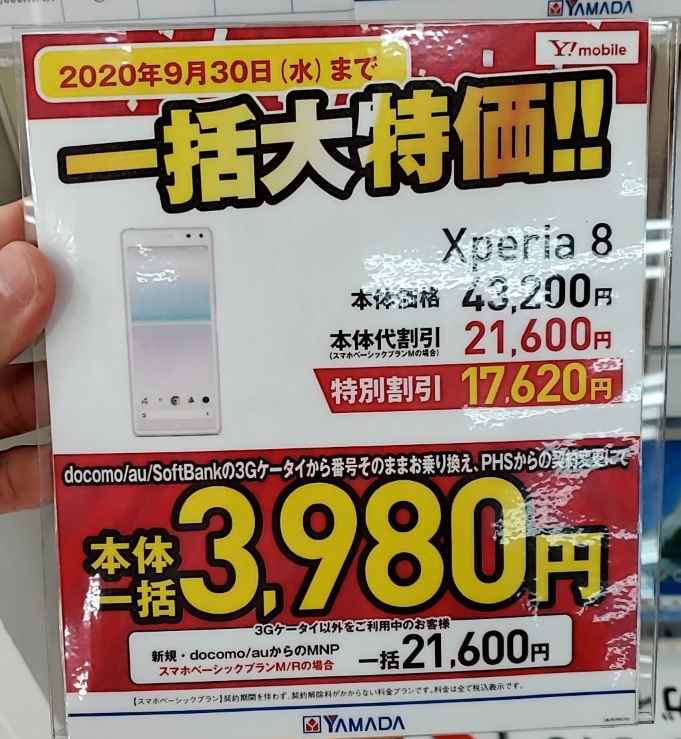 YAMADA
Y! mobile
2020年9月30日(水)まで
一括大特価!!
Xperia 8
本体価格 43,200円
本体代割引 21,600円
(スマホベーシックプランMの場合)
特別割引 17,620円
docomo/au/SoftBankの3Gケータイから番号そのままお乗り換え、PHSからの契約変更にて
本体一括 3,980円
3Gケータイ以外をご利用中のお客様
新規・docomo/auからのMNP
スマホベーシックプランM/Rの場合
一括21,600円
【スマホベーシックプラン】契約期間を伴わず、契約解除料がかからない料金プランです。料金は全て税込表示です。
YAMADA